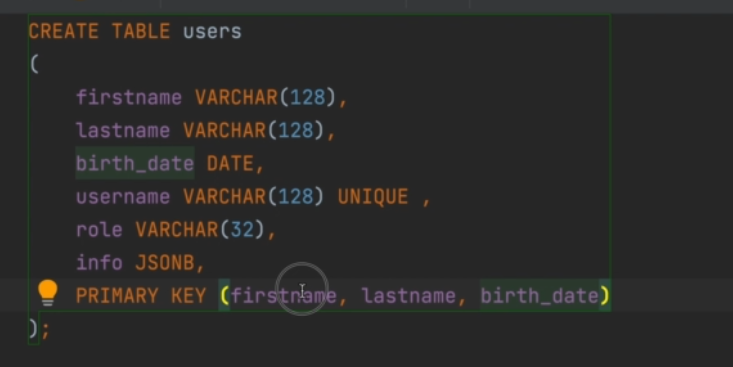 CREATE TABLE users
(
firstname VARCHAR(128),
lastname VARCHAR(128),
birth_date DATE,
username VARCHAR(128) UNIQUE ,
role VARCHAR(32),
info JSONB,
PRIMARY KEY (firstname, lastname, birth_date)
);